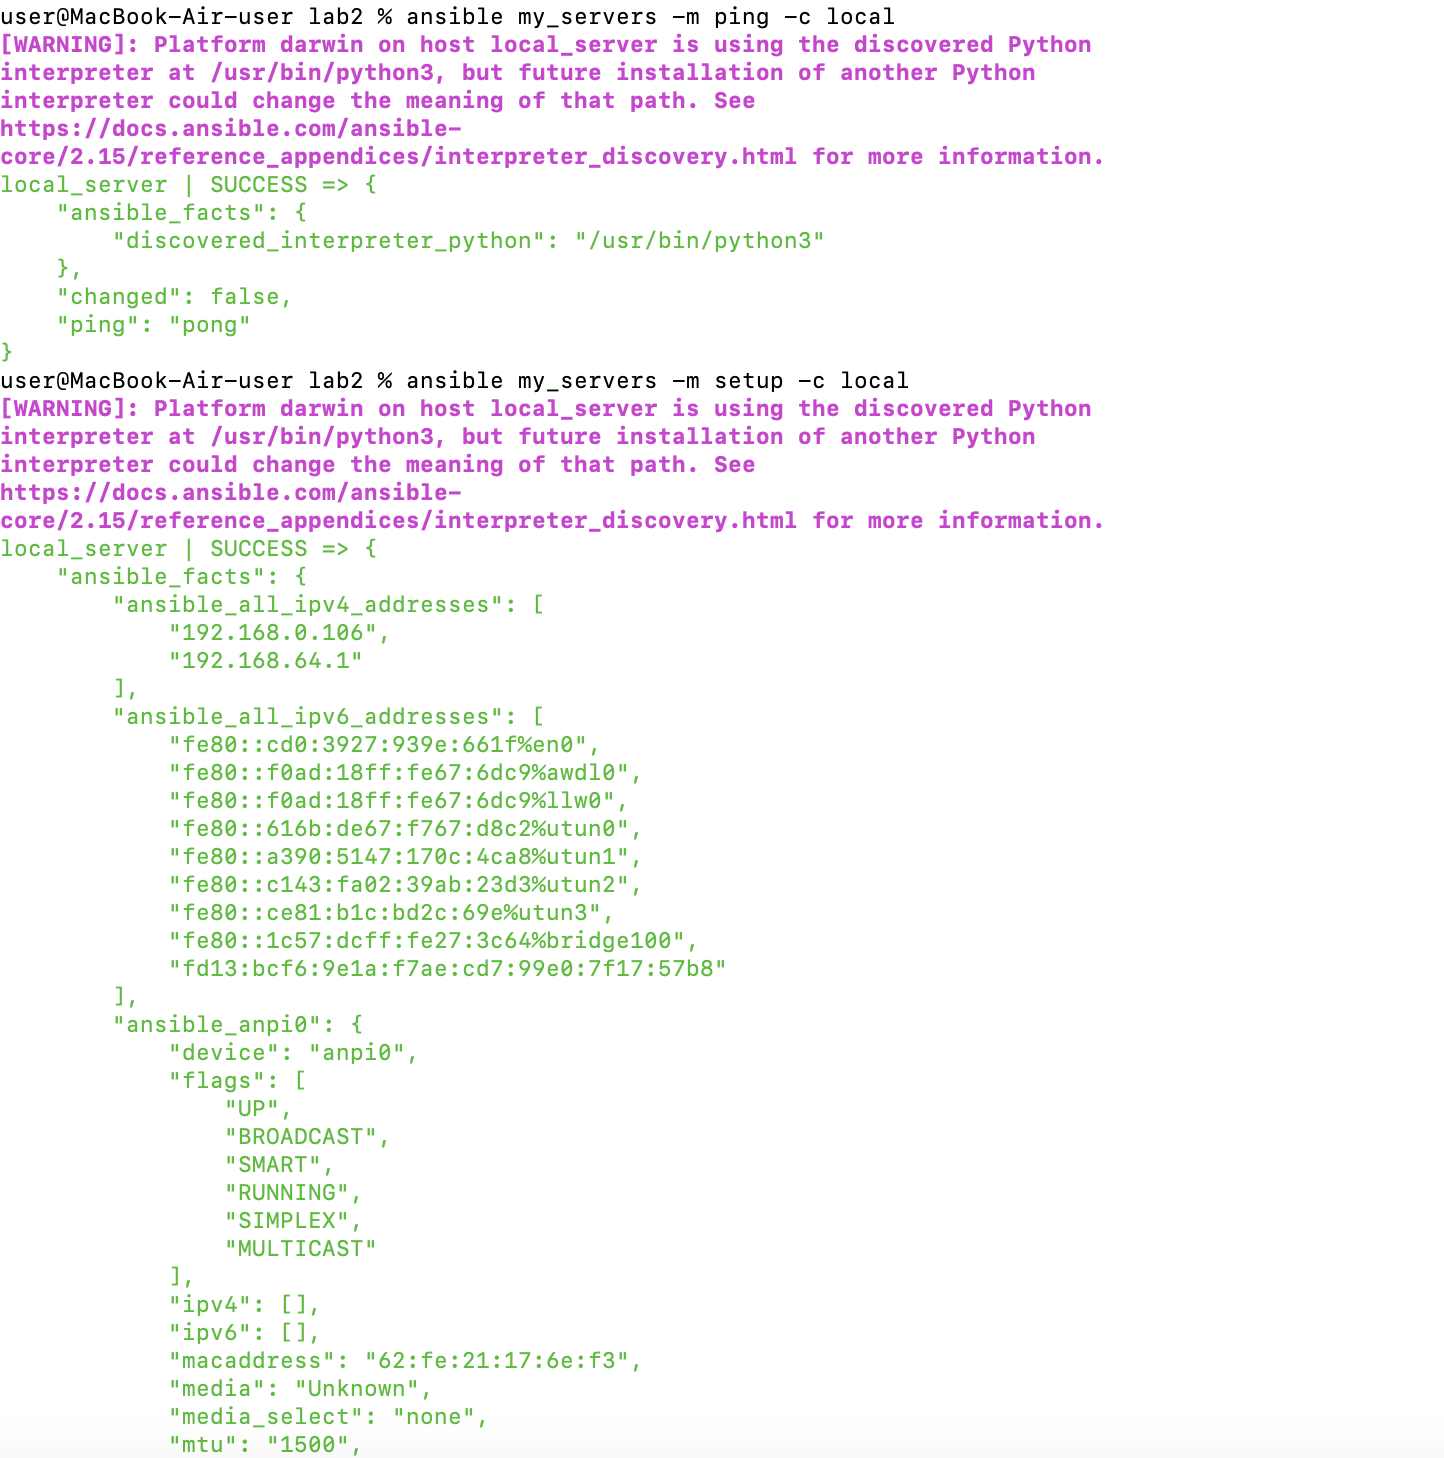 user@MacBook-Air-user lab2 % ansible my_servers -m ping -c local
[WARNING]: Platform darwin on host local_server is using the discovered Python
interpreter at /usr/bin/python3, but future installation of another Python
interpreter could change the meaning of that path. See
https://docs.ansible.com/ansible-
core/2.15/reference_appendices/interpreter_discovery.html for more information.
local_server | SUCCESS => {
    "ansible_facts": {
        "discovered_interpreter_python": "/usr/bin/python3"
    },
    "changed": false,
    "ping": "pong"
}
user@MacBook-Air-user lab2 % ansible my_servers -m setup -c local
[WARNING]: Platform darwin on host local_server is using the discovered Python
interpreter at /usr/bin/python3, but future installation of another Python
interpreter could change the meaning of that path. See
https://docs.ansible.com/ansible-
core/2.15/reference_appendices/interpreter_discovery.html for more information.
local_server | SUCCESS => {
    "ansible_facts": {
        "ansible_all_ipv4_addresses": [
            "192.168.0.106",
            "192.168.64.1"
        ],
        "ansible_all_ipv6_addresses": [
            "fe80::cd0:3927:939e:661f%en0",
            "fe80::f0ad:18ff:fe67:6dc9%awdl0",
            "fe80::f0ad:18ff:fe67:6dc9%llw0",
            "fe80::616b:de67:f767:d8c2%utun0",
            "fe80::a390:5147:170c:4ca8%utun1",
            "fe80::c143:fa02:39ab:23d3%utun2",
            "fe80::ce81:b1c:bd2c:69e%utun3",
            "fe80::1c57:dcff:fe27:3c64%bridge100",
            "fd13:bcf6:9e1a:f7ae:cd7:99e0:7f17:57b8"
        ],
        "ansible_anpi0": {
            "device": "anpi0",
            "flags": [
                "UP",
                "BROADCAST",
                "SMART",
                "RUNNING",
                "SIMPLEX",
                "MULTICAST"
            ],
            "ipv4": [],
            "ipv6": [],
            "macaddress": "62:fe:21:17:6e:f3",
            "media": "Unknown",
            "media_select": "none",
            "mtu": "1500",